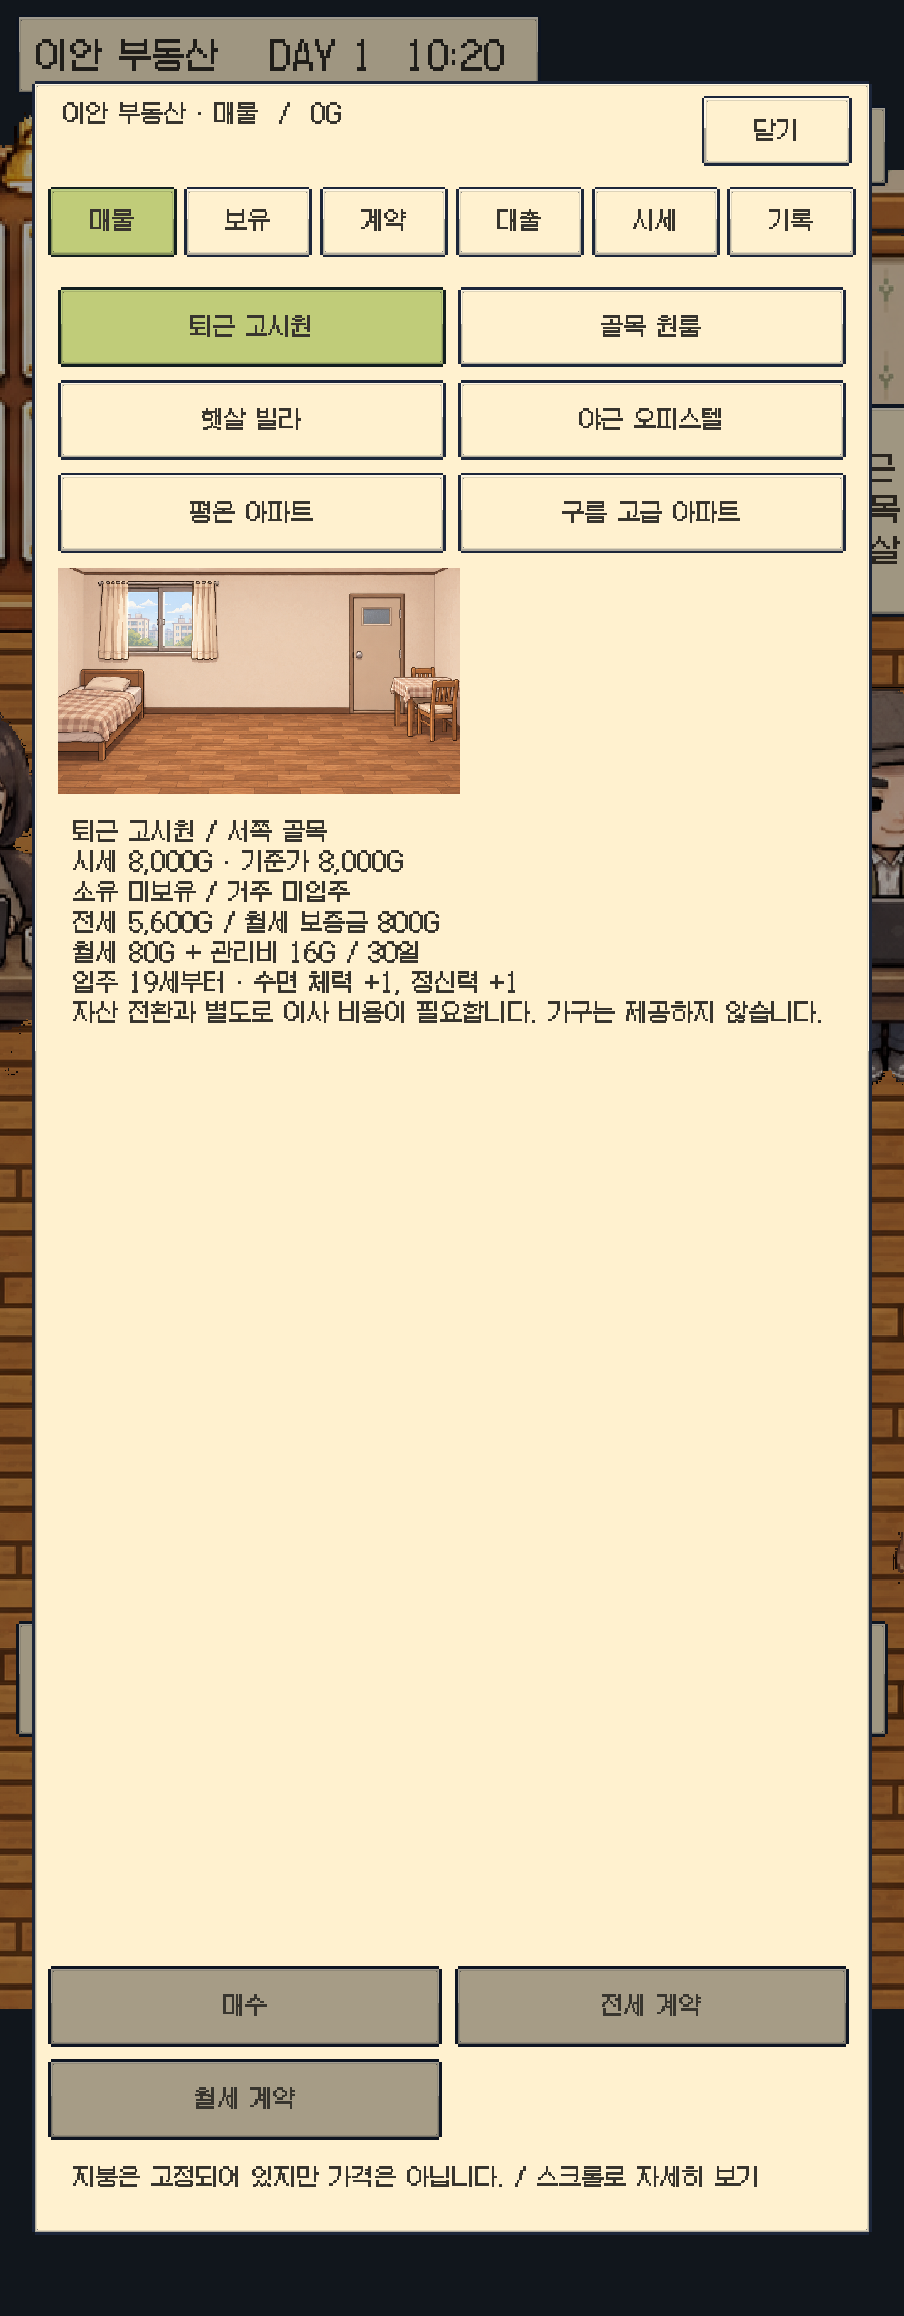 이안 부동산 DAY 1 10:20
이안 부동산 · 매물 / 0G
닫기
매물 보유 계약 대출 시세 기록
퇴근 고시원 골목 원룸
햇살 빌라 야근 오피스텔
평온 아파트 구름 고급 아파트
근
목
살
퇴근 고시원 / 서쪽 골목
시세 8,000G · 기준가 8,000G
소유 미보유 / 거주 미입주
전세 5,600G / 월세 보증금 800G
월세 80G + 관리비 16G / 30일
입주 19세부터 · 수면 체력 +1, 정신력 +1
자산 전환과 별도로 이사 비용이 필요합니다. 가구는 제공하지 않습니다.
매수 전세 계약
월세 계약
지붕은 고정되어 있지만 가격은 아닙니다. / 스크롤로 자세히 보기